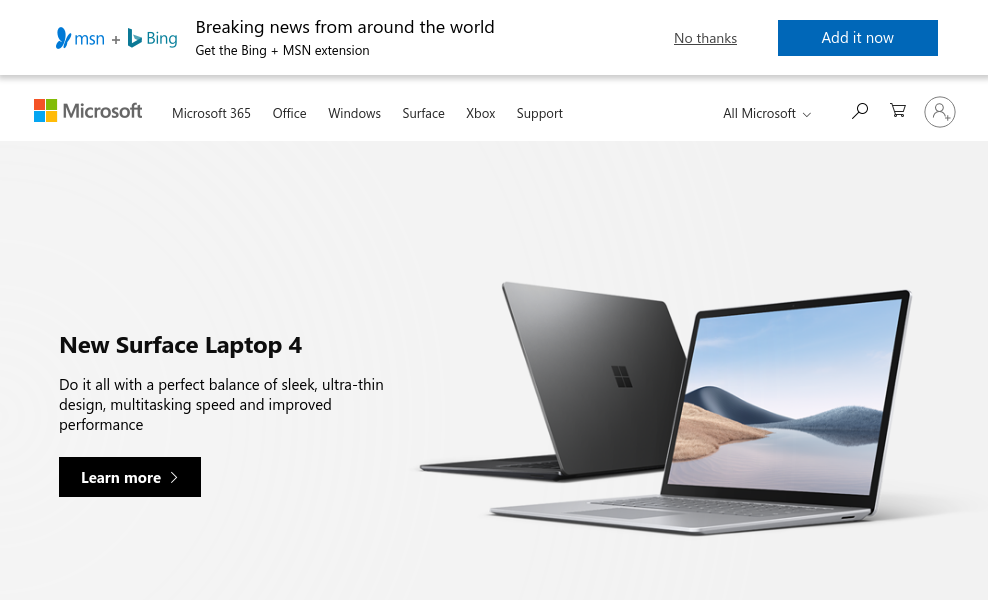 msn + Bing
Breaking news from around the world
Get the Bing + MSN extension
No thanks
Add it now
Microsoft
Microsoft 365
Office
Windows
Surface
Xbox
Support
All Microsoft
New Surface Laptop 4
Do it all with a perfect balance of sleek, ultra-thin
design, multitasking speed and improved
performance
Learn more